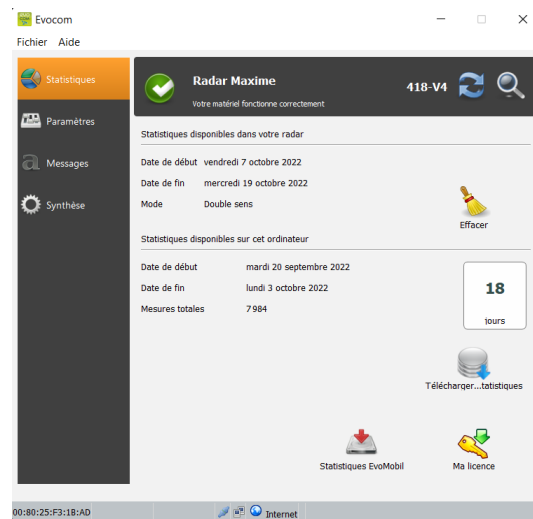 Evocom
Fichier Aide
Statistiques
Paramètres
Messages
Synthèse
Radar Maxime
Votre matériel fonctionne correctement
418-V4
Statistiques disponibles dans votre radar
Date de début vendredi 7 octobre 2022
Date de fin mercredi 19 octobre 2022
Mode Double sens
Effacer
Statistiques disponibles sur cet ordinateur
Date de début mardi 20 septembre 2022
Date de fin lundi 3 octobre 2022
Mesures totales 7984
18
jours
Télécharger...tatistiques
Statistiques EvoMobil
Ma licence
00:80:25:F3:1B:AD
Internet